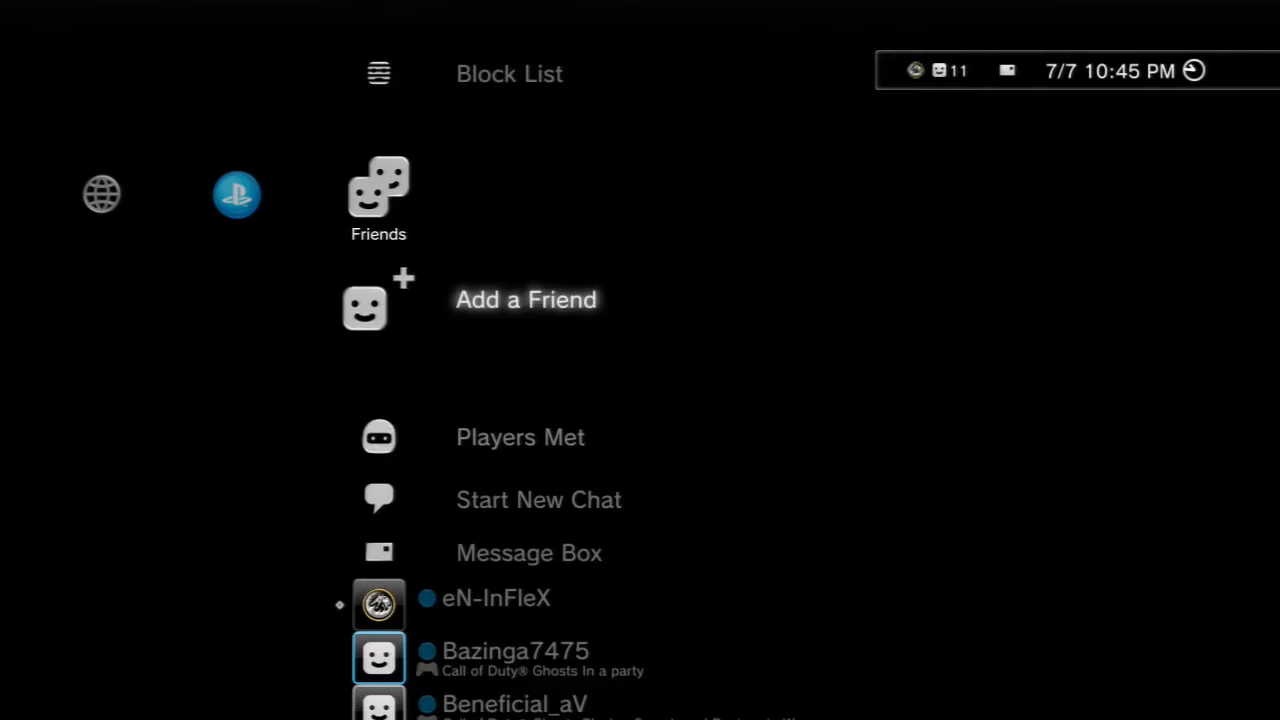 Block List
11 7/7 10:45 PM
Friends
Add a Friend
Players Met
Start New Chat
Message Box
eN-InFleX
Bazinga7475
Call of Duty® Ghosts In a party
Beneficial_aV